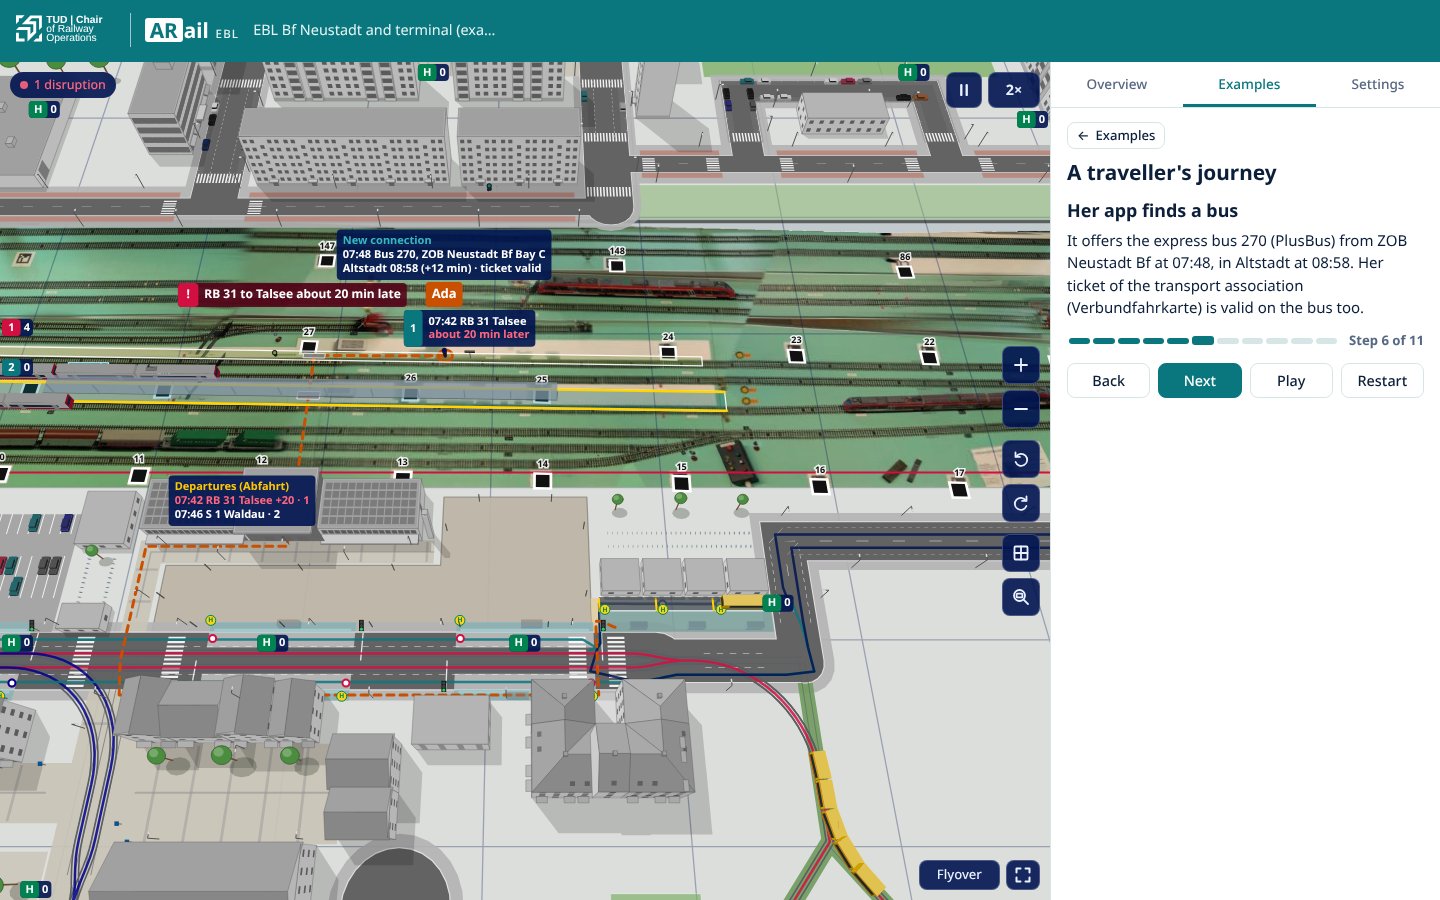 TUD | Chair
of Railway
Operations
ARail EBL
EBL Bf Neustadt and terminal (exa...
1 disruption
H 0
H 0
H 0
H 0
2×
Overview
Examples
Settings
← Examples
A traveller's journey
Her app finds a bus
It offers the express bus 270 (PlusBus) from ZOB
Neustadt Bf at 07:48, in Altstadt at 08:58. Her
ticket of the transport association
(Verbundfahrkarte) is valid on the bus too.
Step 6 of 11
Back
Next
Play
Restart
147
New connection
07:48 Bus 270, ZOB Neustadt Bf Bay C
Altstadt 08:58 (+12 min) · ticket valid
148
86
! RB 31 to Talsee about 20 min late
Ada
1 4
27
1
07:42 RB 31 Talsee
about 20 min later
24
23
22
2 0
26
25
+
−
11
12
13
14
15
16
17
Departures (Abfahrt)
07:42 RB 31 Talsee +20 · 1
07:46 S 1 Waldau · 2
H 0
H
H
H
H
H
H 0
H 0
H 0
H
Flyover
H 0